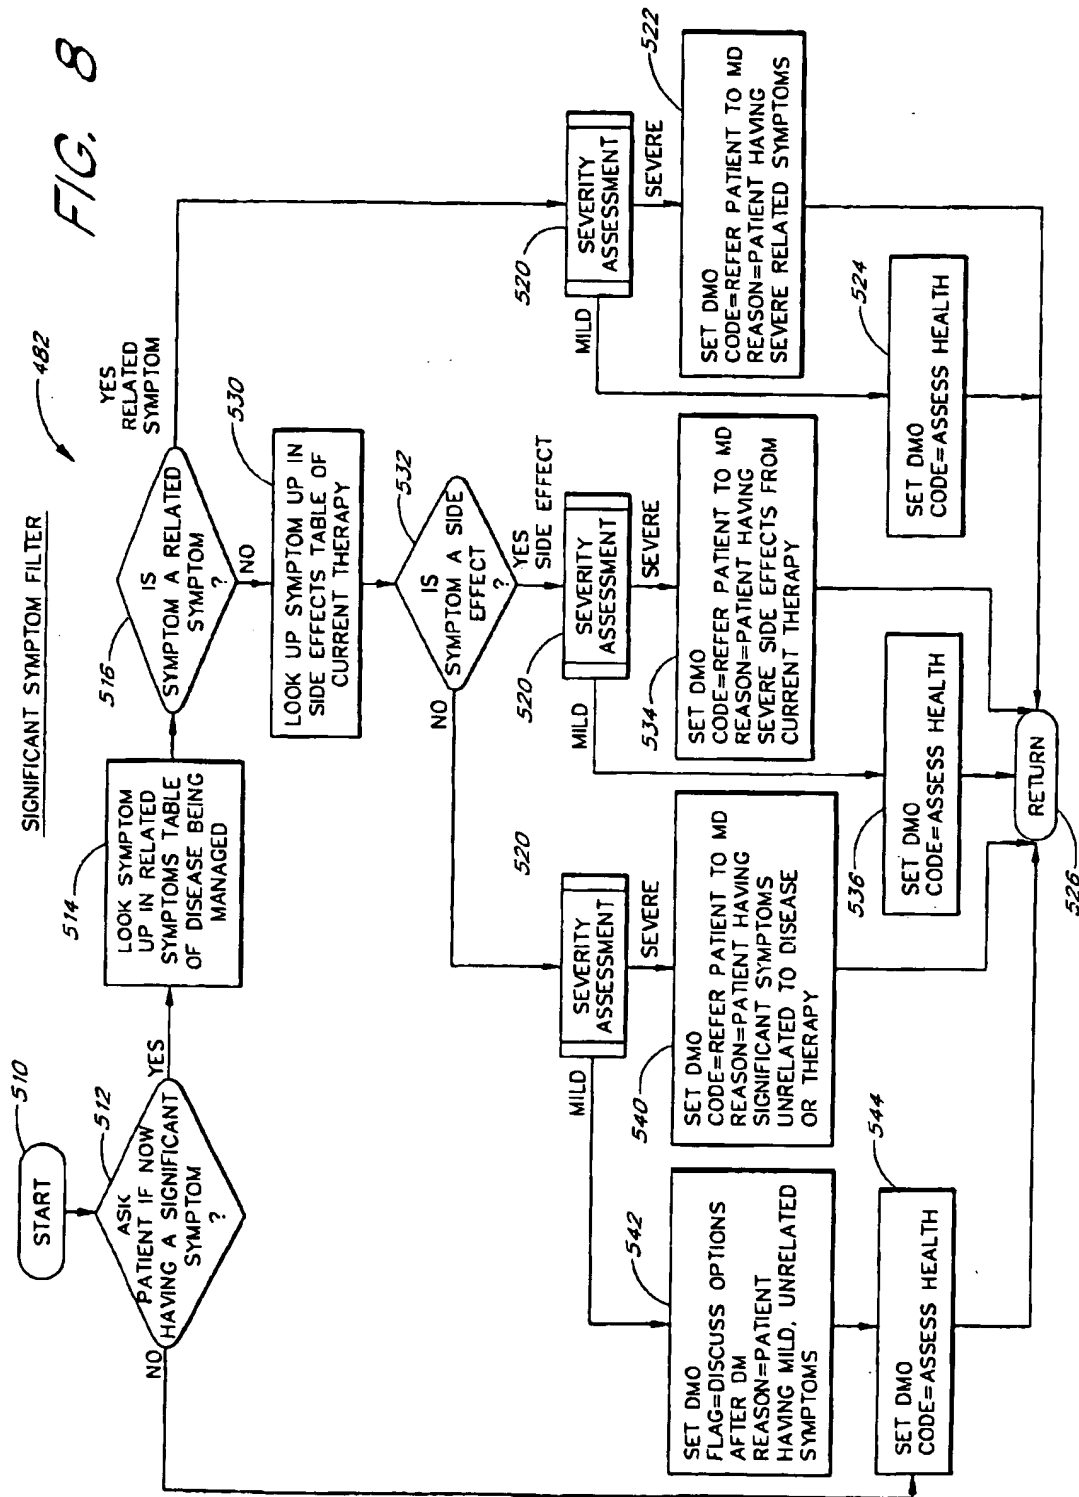 FIG. 8
SIGNIFICANT SYMPTOM FILTER
482
510
START
512
ASK
PATIENT IF NOW
HAVING A SIGNIFICANT
SYMPTOM
?
YES
NO
514
LOOK SYMPTOM
UP IN RELATED
SYMPTOMS TABLE
OF DISEASE BEING
MANAGED
516
IS
SYMPTOM A RELATED
SYMPTOM
?
YES
RELATED
SYMPTOM
NO
530
LOOK UP SYMPTOM UP IN
SIDE EFFECTS TABLE OF
CURRENT THERAPY
532
IS
SYMPTOM A SIDE
EFFECT
?
NO
YES
SIDE EFFECT
520
SEVERITY
ASSESSMENT
MILD
SEVERE
520
SEVERITY
ASSESSMENT
MILD
SEVERE
520
SEVERITY
ASSESSMENT
MILD
SEVERE
542
SET DMO
FLAG=DISCUSS OPTIONS
AFTER DM
REASON=PATIENT
HAVING MILD, UNRELATED
SYMPTOMS
540
SET DMO
CODE=REFER PATIENT TO MD
REASON=PATIENT HAVING
SIGNIFICANT SYMPTOMS
UNRELATED TO DISEASE
OR THERAPY
534
SET DMO
CODE=REFER PATIENT TO MD
REASON=PATIENT HAVING
SEVERE SIDE EFFECTS FROM
CURRENT THERAPY
522
SET DMO
CODE=REFER PATIENT TO MD
REASON=PATIENT HAVING
SEVERE RELATED SYMPTOMS
544
SET DMO
CODE=ASSESS HEALTH
536
SET DMO
CODE=ASSESS HEALTH
524
SET DMO
CODE=ASSESS HEALTH
RETURN
526